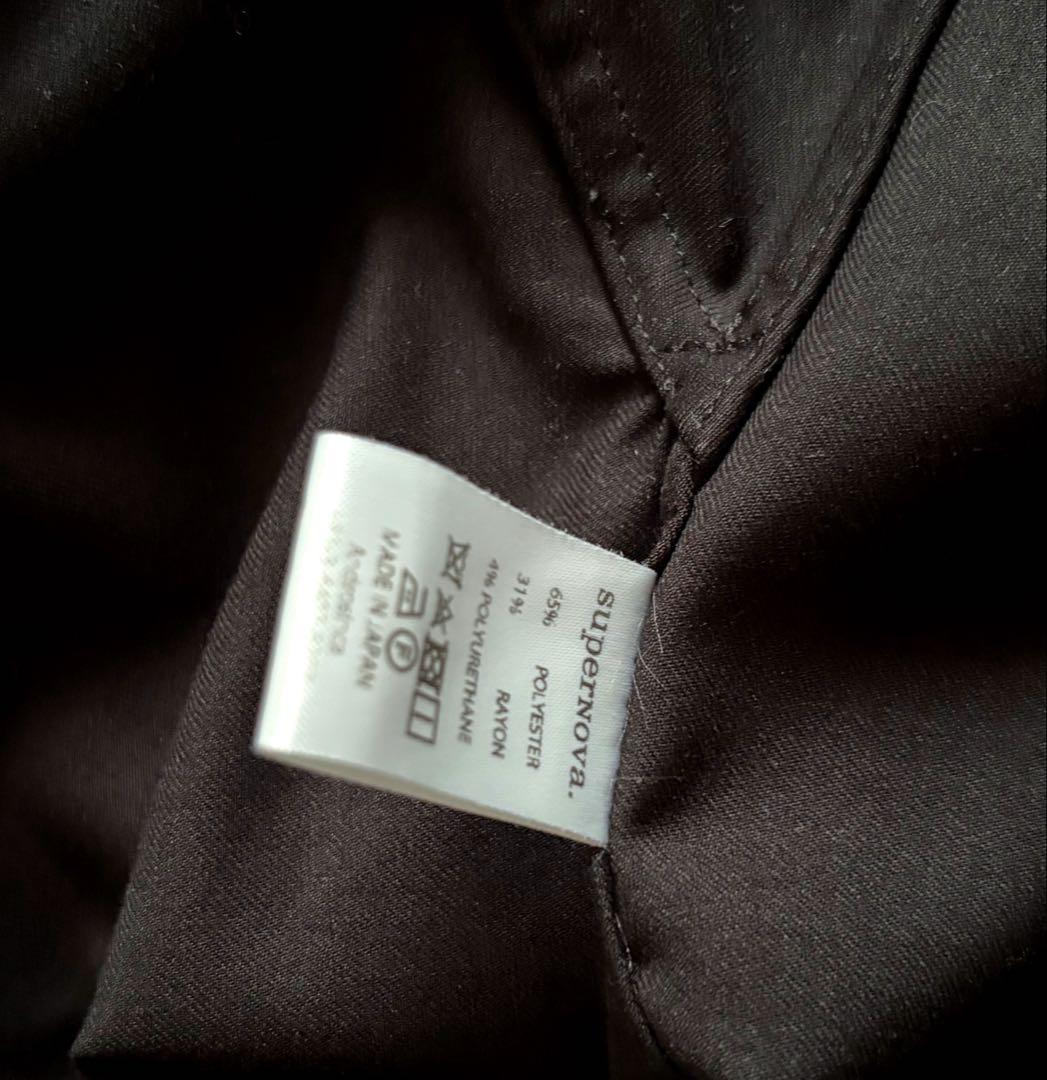 supernova.
65% POLYESTER
31% RAYON
4% POLYURETHANE
F
MADE IN JAPAN